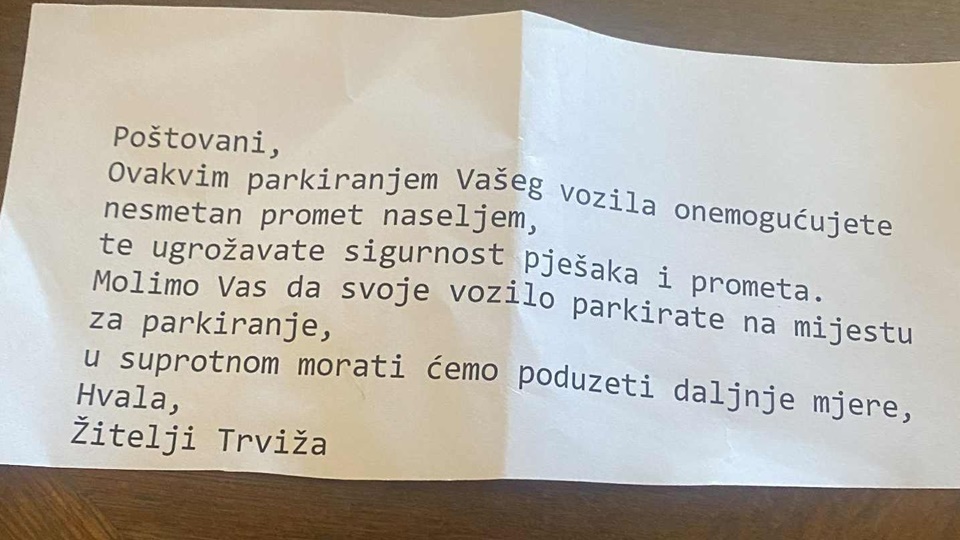 Poštovani,
Ovakvim parkiranjem Vašeg vozila onemogućujete
nesmetan promet naseljem,
te ugrožavate sigurnost pješaka i prometa.
Molimo Vas da svoje vozilo parkirate na mijestu
za parkiranje,
u suprotnom morati ćemo poduzeti daljnje mjere,
Hvala,
Žitelji Trviža